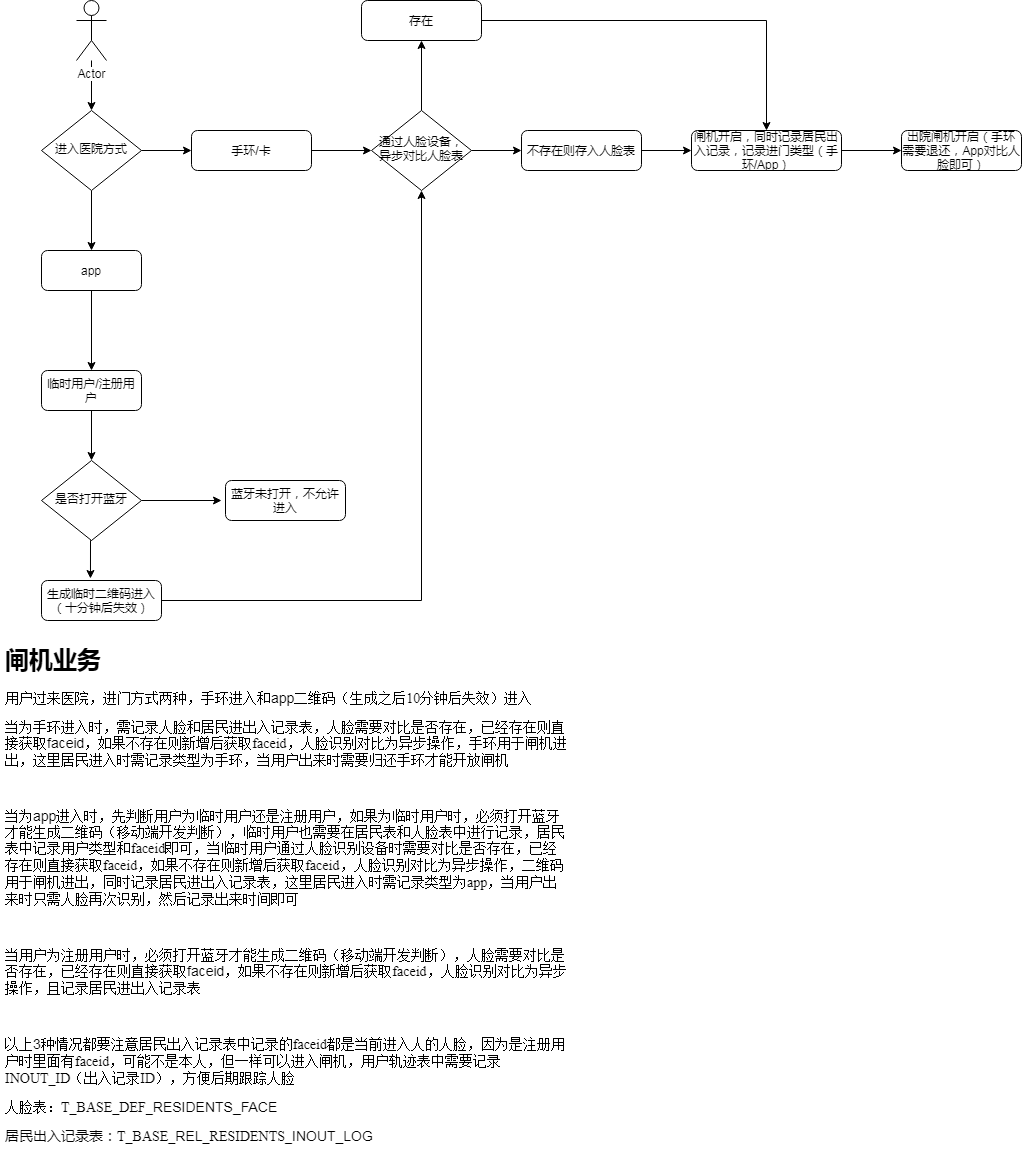 存在
Actor
进入医院方式
手环/卡
通过人脸设备，
异步对比人脸表
不存在则存入人脸表
闸机开启，同时记录居民出
入记录，记录进门类型（手
环/App）
出院闸机开启（手环
需要退还，App对比人
脸即可）
app
临时用户/注册用
户
是否打开蓝牙
蓝牙未打开，不允许
进入
生成临时二维码进入
（十分钟后失效）
闸机业务
用户过来医院，进门方式两种，手环进入和app二维码（生成之后10分钟后失效）进入
当为手环进入时，需记录人脸和居民进出入记录表，人脸需要对比是否存在，已经存在则直
接获取faceid，如果不存在则新增后获取faceid，人脸识别对比为异步操作，手环用于闸机进
出，这里居民进入时需记录类型为手环，当用户出来时需要归还手环才能开放闸机
当为app进入时，先判断用户为临时用户还是注册用户，如果为临时用户时，必须打开蓝牙
才能生成二维码（移动端开发判断），临时用户也需要在居民表和人脸表中进行记录，居民
表中记录用户类型和faceid即可，当临时用户通过人脸识别设备时需要对比是否存在，已经
存在则直接获取faceid，如果不存在则新增后获取faceid，人脸识别对比为异步操作，二维码
用于闸机进出，同时记录居民进出入记录表，这里居民进入时需记录类型为app，当用户出
来时只需人脸再次识别，然后记录出来时间即可
当用户为注册用户时，必须打开蓝牙才能生成二维码（移动端开发判断），人脸需要对比是
否存在，已经存在则直接获取faceid，如果不存在则新增后获取faceid，人脸识别对比为异步
操作，且记录居民进出入记录表
以上3种情况都要注意居民出入记录表中记录的faceid都是当前进入人的人脸，因为是注册用
户时里面有faceid，可能不是本人，但一样可以进入闸机，用户轨迹表中需要记录
INOUT_ID（出入记录ID），方便后期跟踪人脸
人脸表：T_BASE_DEF_RESIDENTS_FACE
居民出入记录表：T_BASE_REL_RESIDENTS_INOUT_LOG